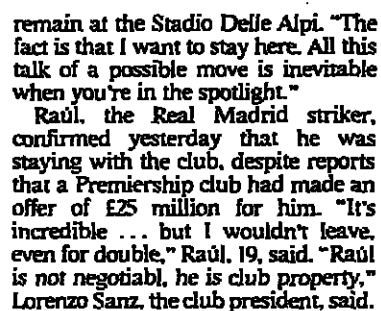 remain at the Stadio Delle Alpi. "The
fact is that I want to stay here. All this
talk of a possible move is inevitable
when you're in the spotlight."
Raúl, the Real Madrid striker,
confirmed yesterday that he was
staying with the club, despite reports
that a Premiership club had made an
offer of £25 million for him. "It's
incredible ... but I wouldn't leave,
even for double," Raúl, 19, said. "Raúl
is not negotiabl, he is club property,"
Lorenzo Sanz, the club president, said.